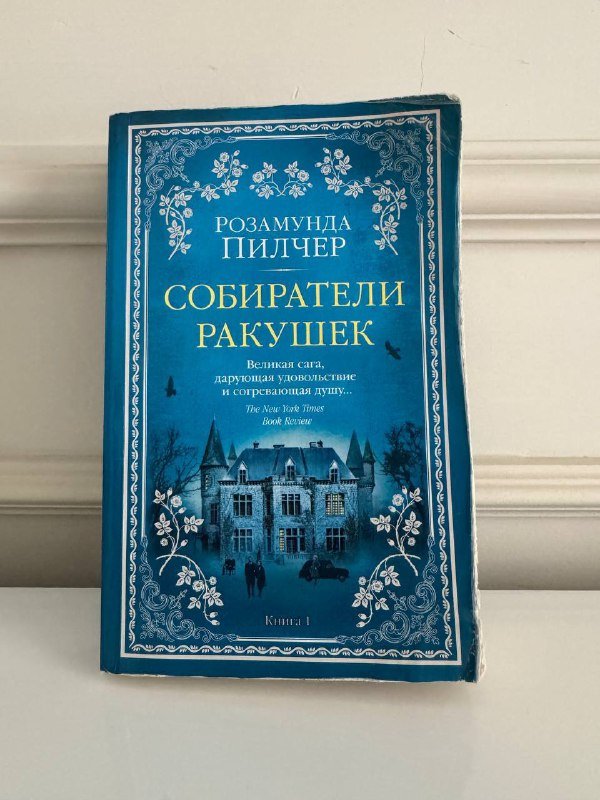 РОЗАМУНДА
ПИЛЧЕР
СОБИРАТЕЛИ
РАКУШЕК
Великая сага,
дарующая удовольствие
и согревающая душу...
The New York Times
Book Review
Книга 1